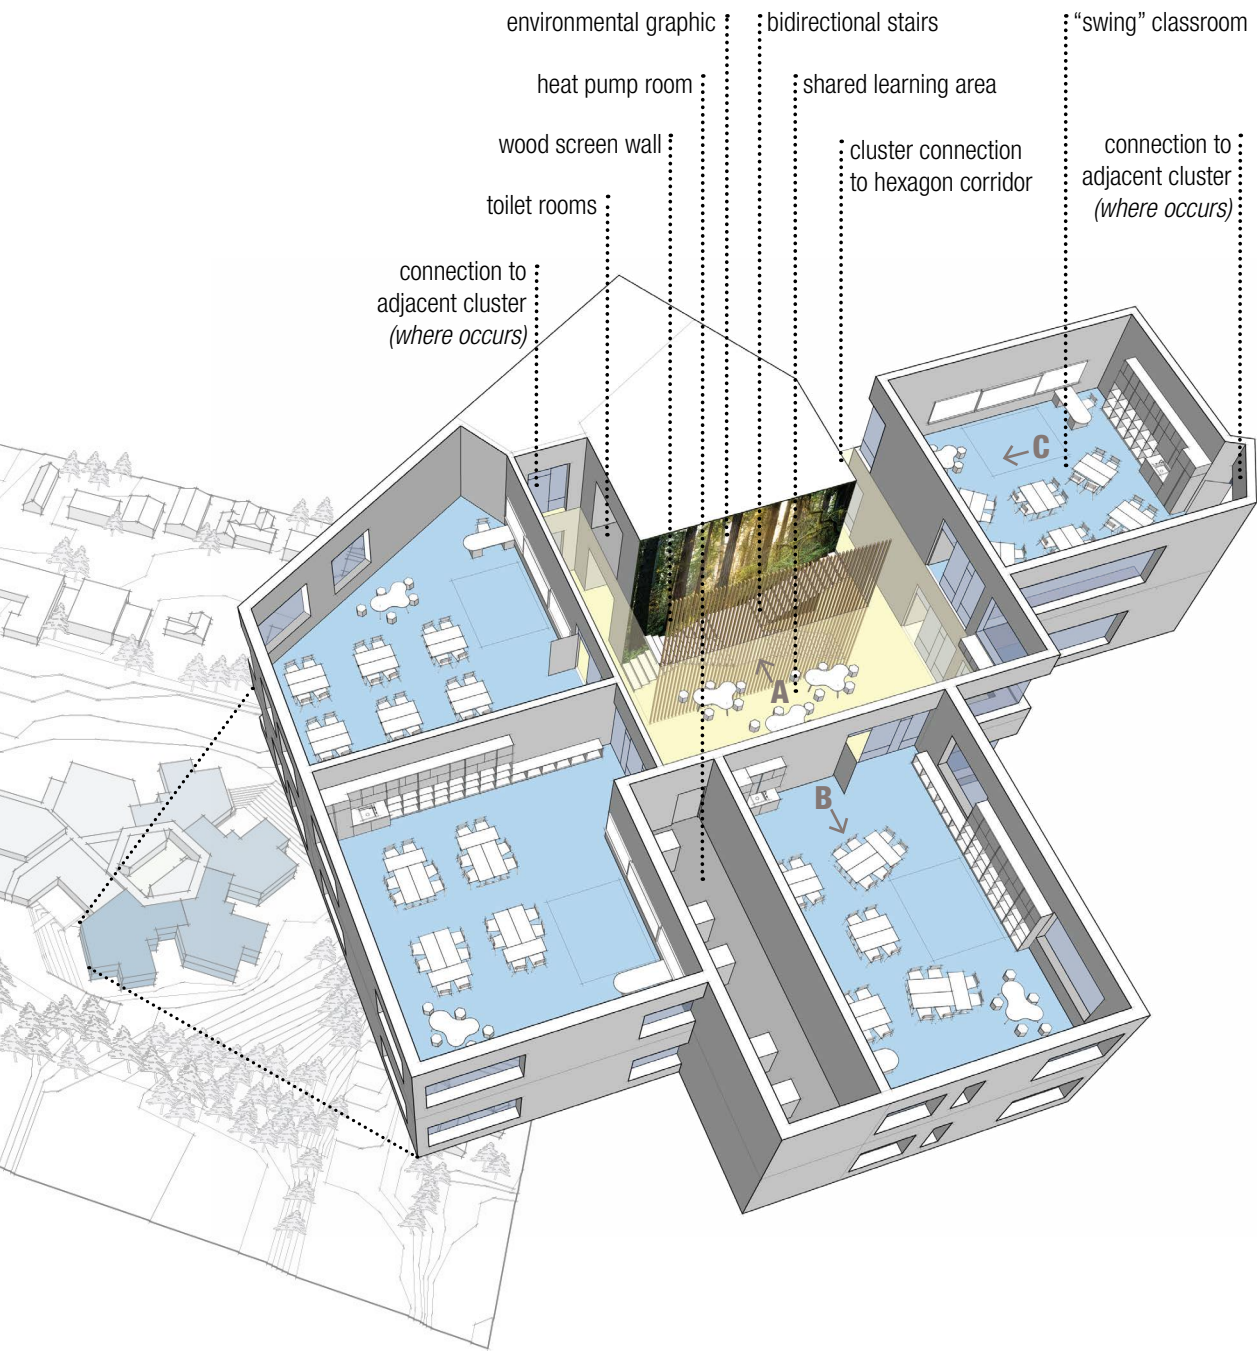 environmental graphic
bidirectional stairs
“swing” classroom
heat pump room
shared learning area
wood screen wall
cluster connection
to hexagon corridor
connection to
adjacent cluster
(where occurs)
toilet rooms
connection to
adjacent cluster
(where occurs)
C
A
B